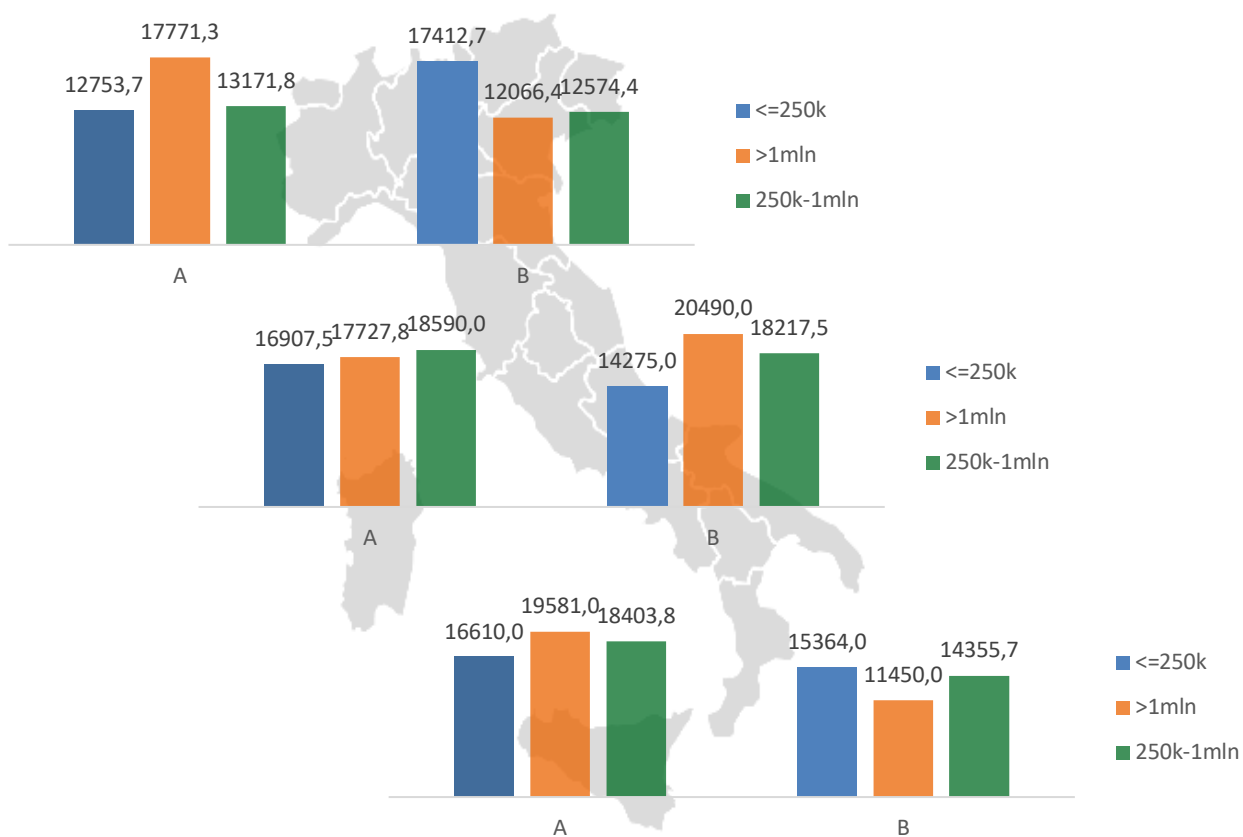 17771,3
12753,7
13171,8
17412,7
12066,4
12574,4
<=250k
>1mln
250k-1mln
A
B
16907,5
17727,8
18590,0
14275,0
20490,0
18217,5
<=250k
>1mln
250k-1mln
A
B
16610,0
19581,0
18403,8
15364,0
11450,0
14355,7
<=250k
>1mln
250k-1mln
A
B